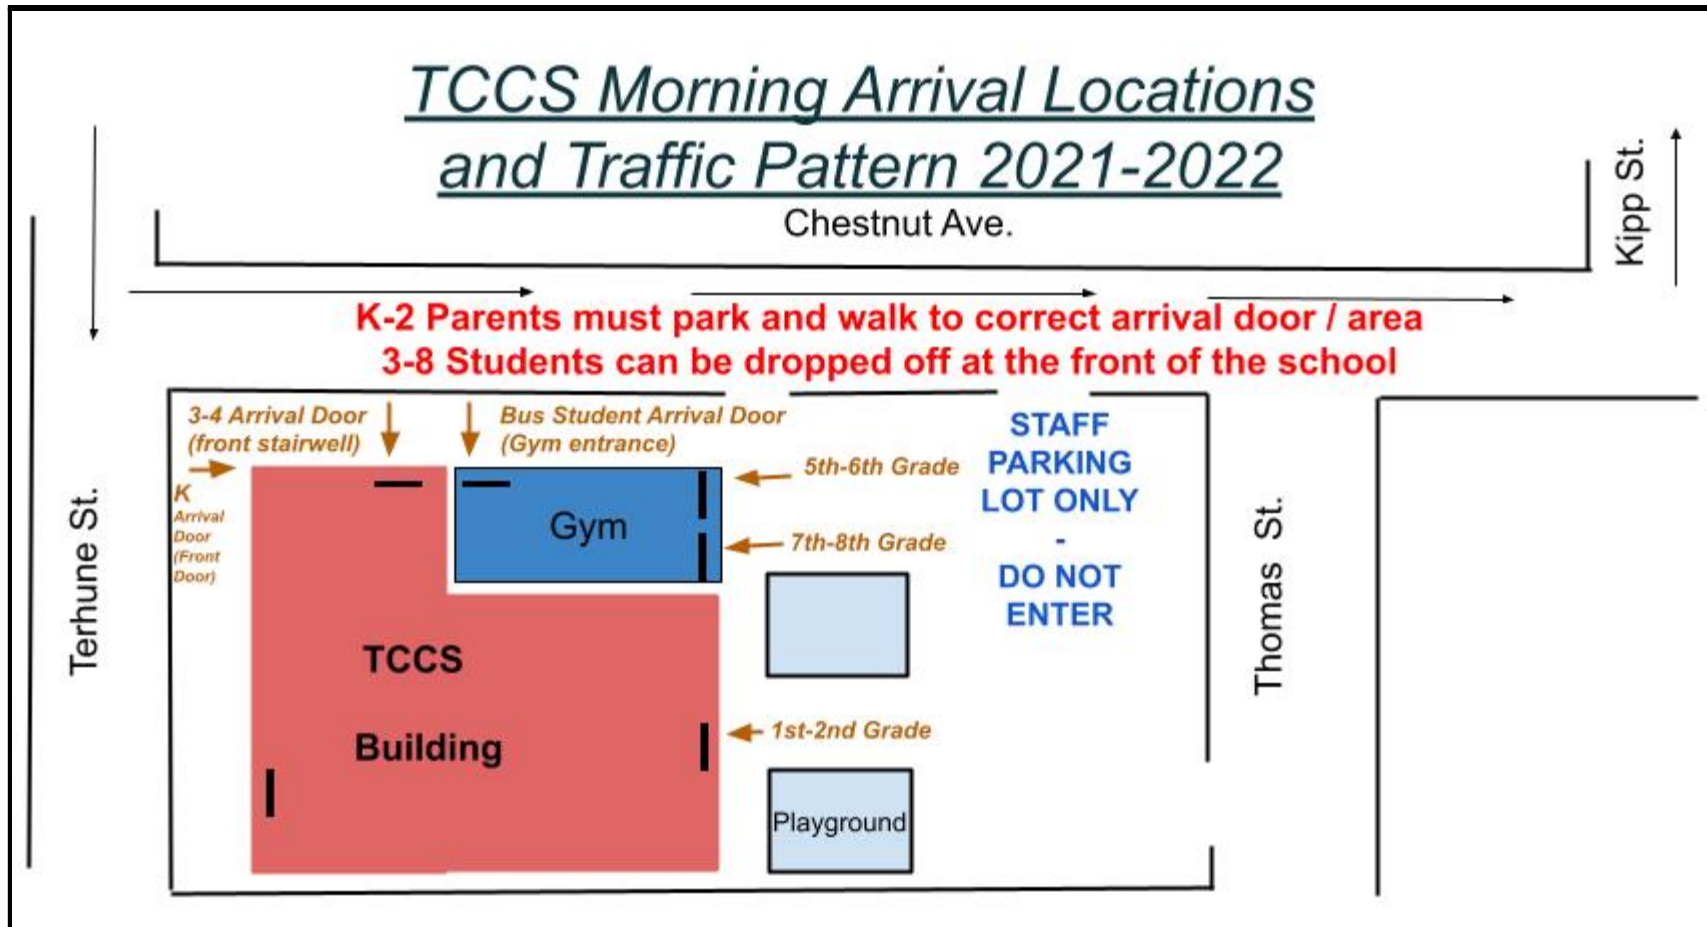 TCCS Morning Arrival Locations
and Traffic Pattern 2021-2022
Chestnut Ave.
Kipp St.
K-2 Parents must park and walk to correct arrival door / area
3-8 Students can be dropped off at the front of the school
3-4 Arrival Door
(front stairwell)
Bus Student Arrival Door
(Gym entrance)
STAFF
PARKING
LOT ONLY
-
DO NOT
ENTER
K
Arrival
Door
(Front
Door)
5th-6th Grade
Gym
7th-8th Grade
Terhune St.
Thomas St.
TCCS
Building
1st-2nd Grade
Playground